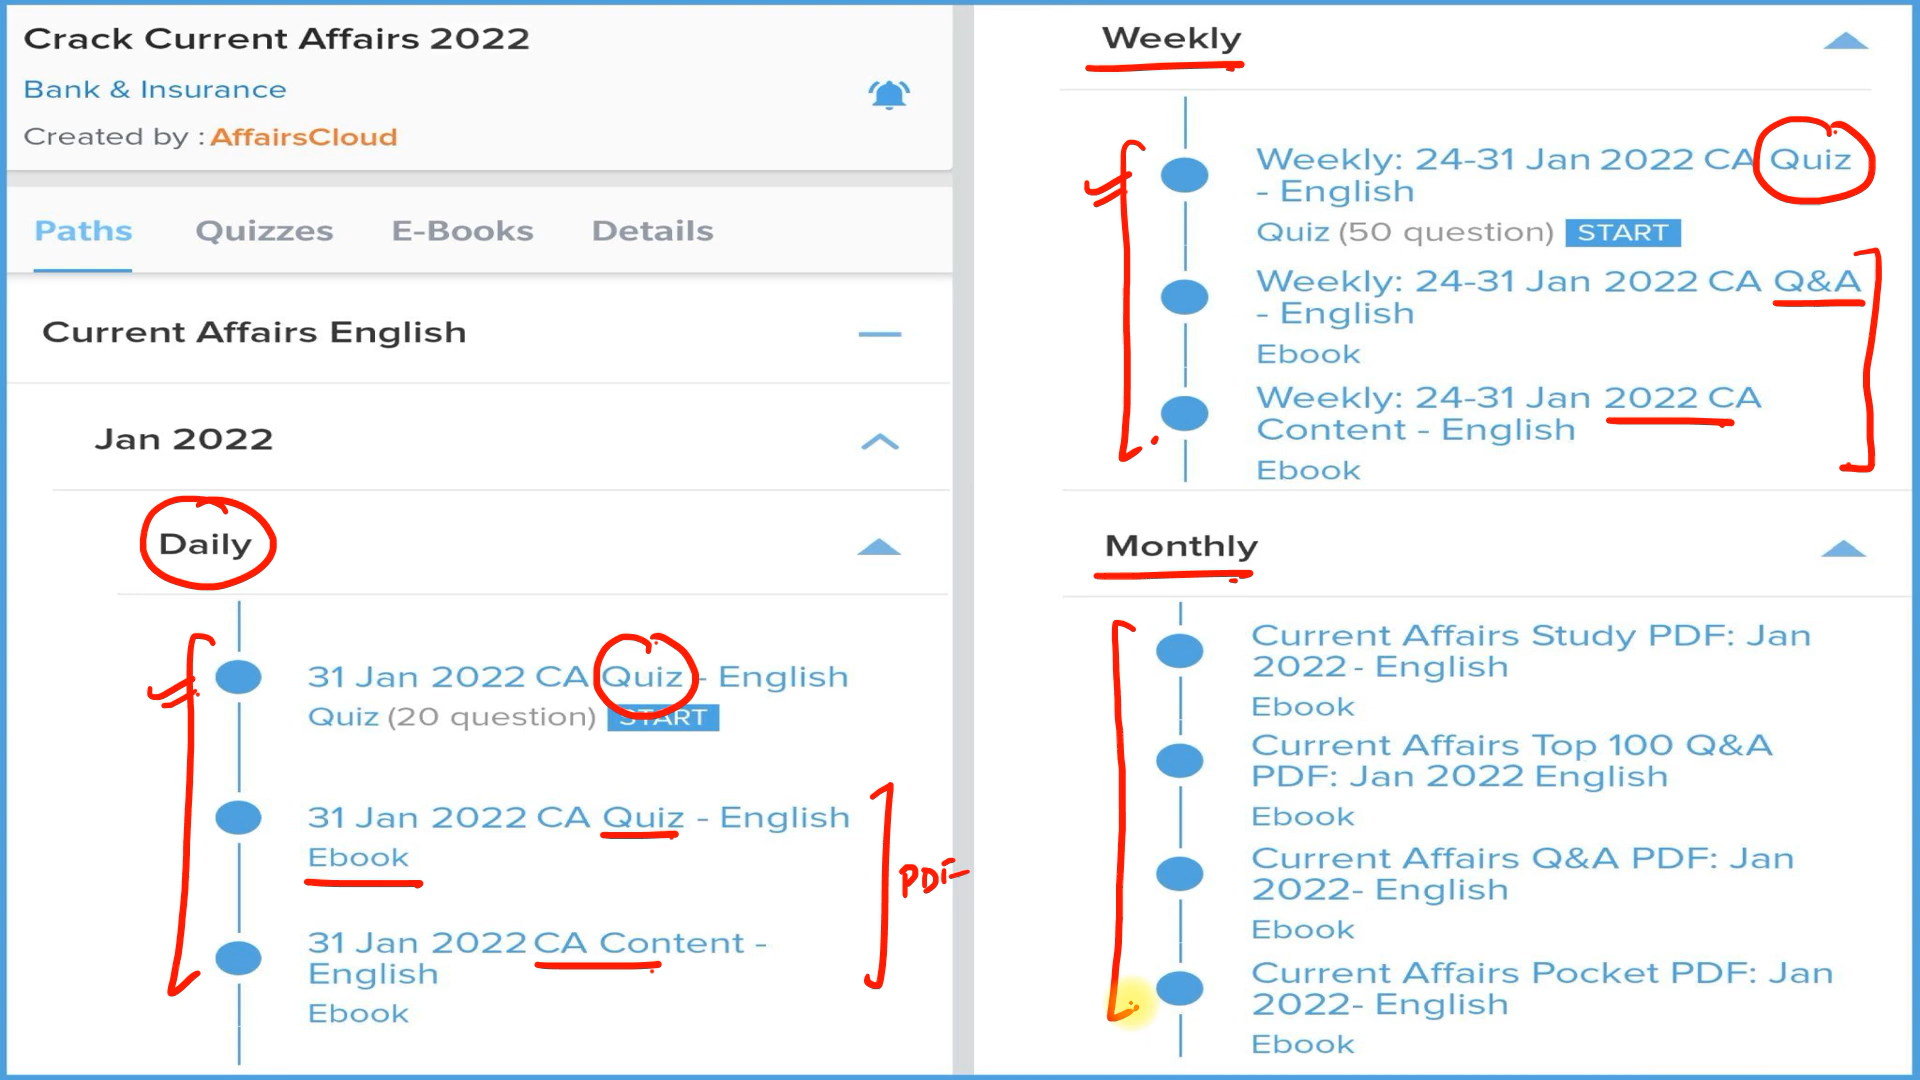 Crack Current Affairs 2022
Bank & Insurance
Created by : AffairsCloud
Paths Quizzes E-Books Details
Current Affairs English
Jan 2022
Daily
31 Jan 2022 CA Quiz - English
Quiz (20 question) START
31 Jan 2022 CA Quiz - English
Ebook
31 Jan 2022 CA Content -
English
Ebook
PDF
Weekly
Weekly: 24-31 Jan 2022 CA Quiz
- English
Quiz (50 question) START
Weekly: 24-31 Jan 2022 CA Q&A
- English
Ebook
Weekly: 24-31 Jan 2022 CA
Content - English
Ebook
Monthly
Current Affairs Study PDF: Jan
2022- English
Ebook
Current Affairs Top 100 Q&A
PDF: Jan 2022 English
Ebook
Current Affairs Q&A PDF: Jan
2022- English
Ebook
Current Affairs Pocket PDF: Jan
2022- English
Ebook